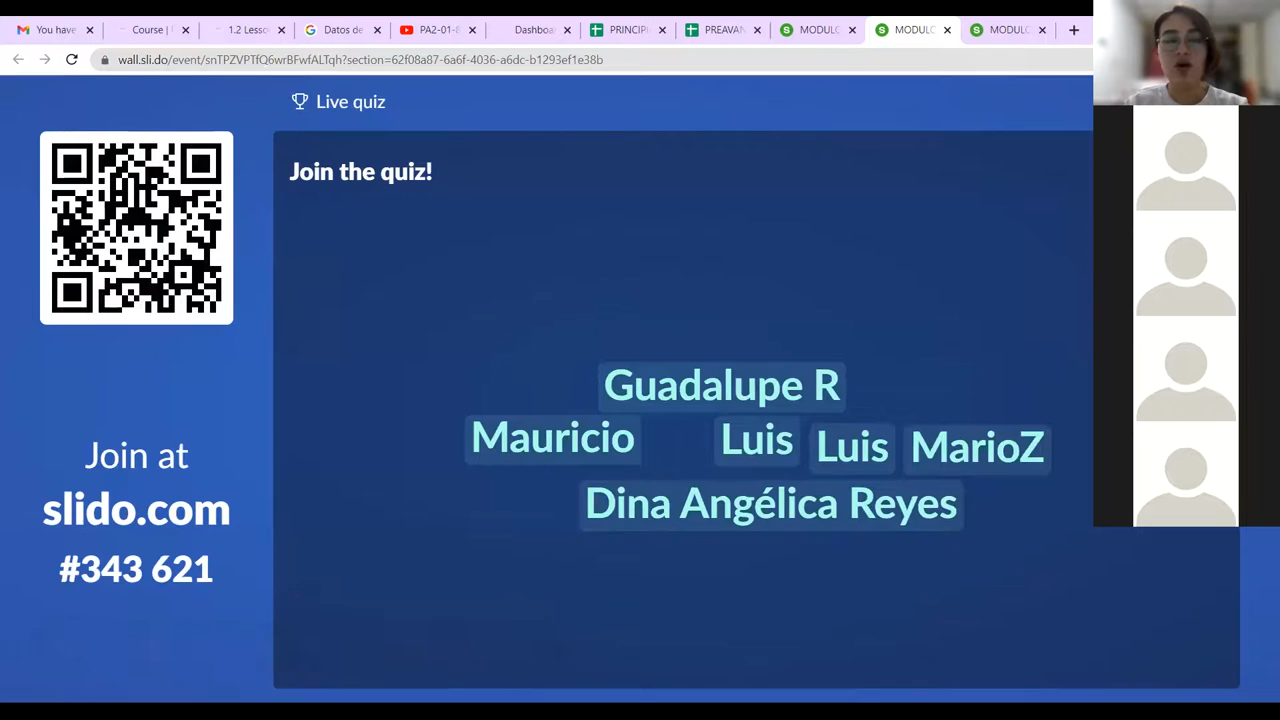 You have
Course |
1.2 Lesso
Datos de
PA2-01-8
Dashboa
PRINCIPI
PREAVAN
MODULO
MODULO
MODULO
wall.sli.do/event/snTPZVPTfQ6wrBFwfALTqh?section=62f08a87-6a6f-4036-a6dc-b1293ef1e38b
Live quiz
Join the quiz!
Guadalupe R
Mauricio
Luis
Luis
MarioZ
Dina Angélica Reyes
Join at
slido.com
#343 621